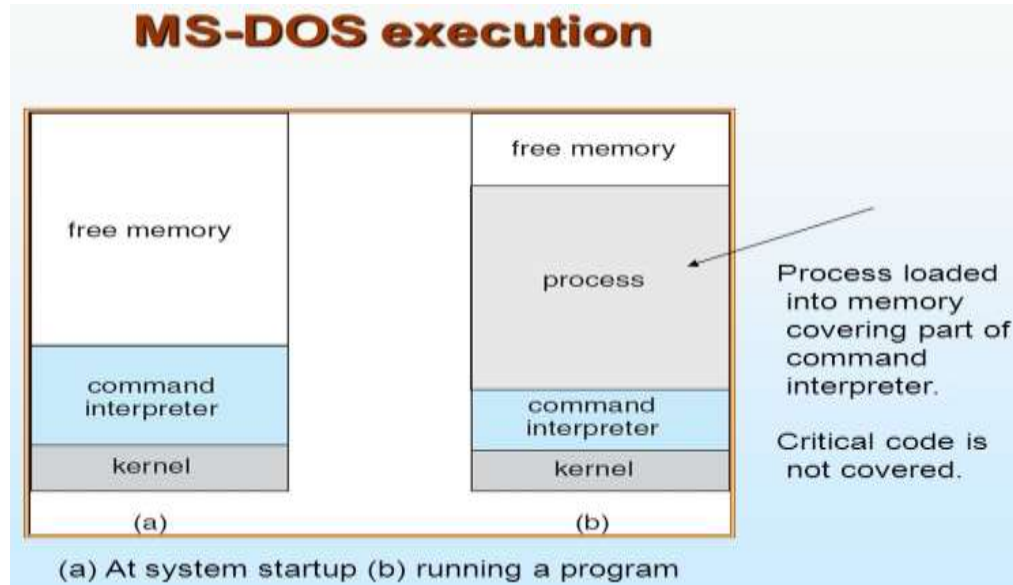 MS-DOS execution
free memory
command
interpreter
kernel
(a)
free memory
process
command
interpreter
kernel
(b)
Process loaded
into memory
covering part of
command
interpreter.
Critical code is
not covered.
(a) At system startup (b) running a program